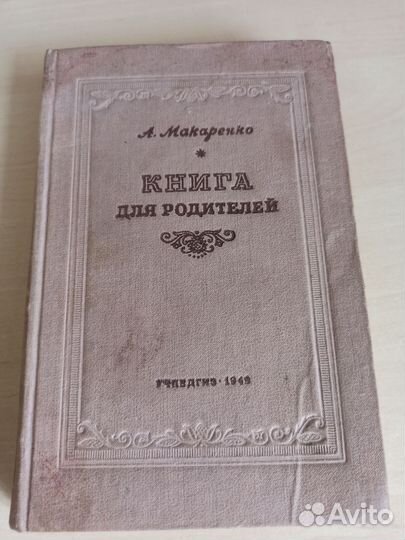 А. Макаренко
*
КНИГА
ДЛЯ РОДИТЕЛЕЙ
УЧПЕДГИЗ · 1949
Avito